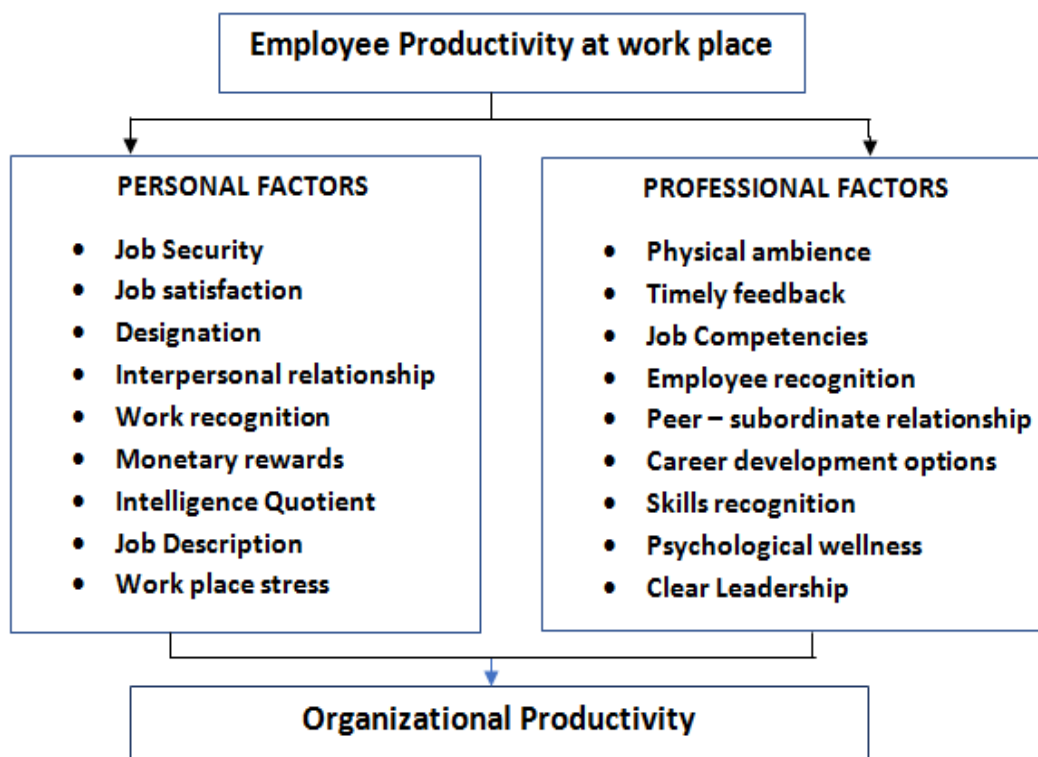 Employee Productivity at work place
PERSONAL FACTORS
• Job Security
• Job satisfaction
• Designation
• Interpersonal relationship
• Work recognition
• Monetary rewards
• Intelligence Quotient
• Job Description
• Work place stress
PROFESSIONAL FACTORS
• Physical ambience
• Timely feedback
• Job Competencies
• Employee recognition
• Peer – subordinate relationship
• Career development options
• Skills recognition
• Psychological wellness
• Clear Leadership
Organizational Productivity